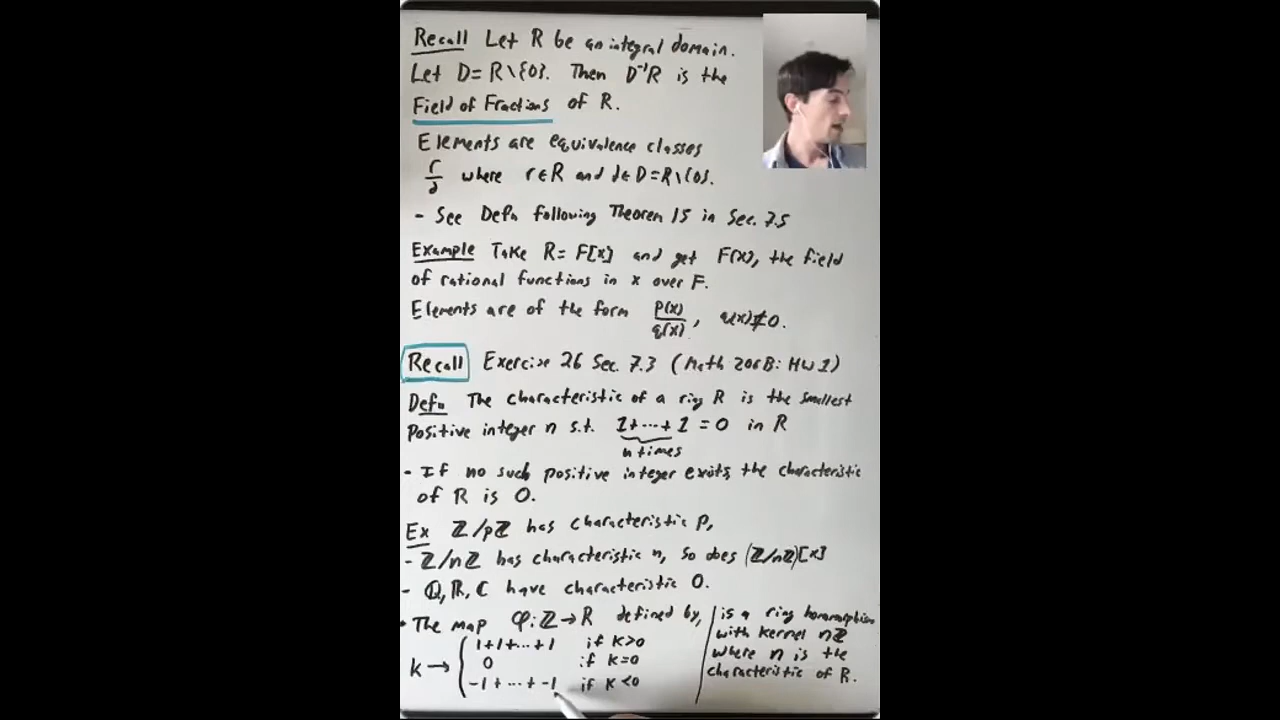 Recall Let R be an integral domain.
Let D = R\{0}. Then D⁻¹R is the
Field of Fractions of R.
Elements are equivalence classes
r/d where r∈R and d∈D=R\{0}.
- See Defn following Theorem 15 in Sec. 7.5
Example Take R = F[x] and get F(x), the field
of rational functions in x over F.
Elements are of the form p(x)/q(x), q(x)≠0.
Recall Exercise 26 Sec. 7.3 (Math 206B: HW 1)
Defn The characteristic of a ring R is the smallest
positive integer n s.t. 1+⋯+1 = 0 in R
n times
- If no such positive integer exists, the characteristic
of R is 0.
Ex ℤ/pℤ has characteristic p,
- ℤ/nℤ has characteristic n, so does (ℤ/nℤ)[x]
- ℚ, ℝ, ℂ have characteristic 0.
• The map φ: ℤ → R defined by,
k → { 1+1+⋯+1 if k>0
0 if k=0
-1+⋯+-1 if k<0
is a ring homomorphism
with kernel nℤ
where n is the
characteristic of R.